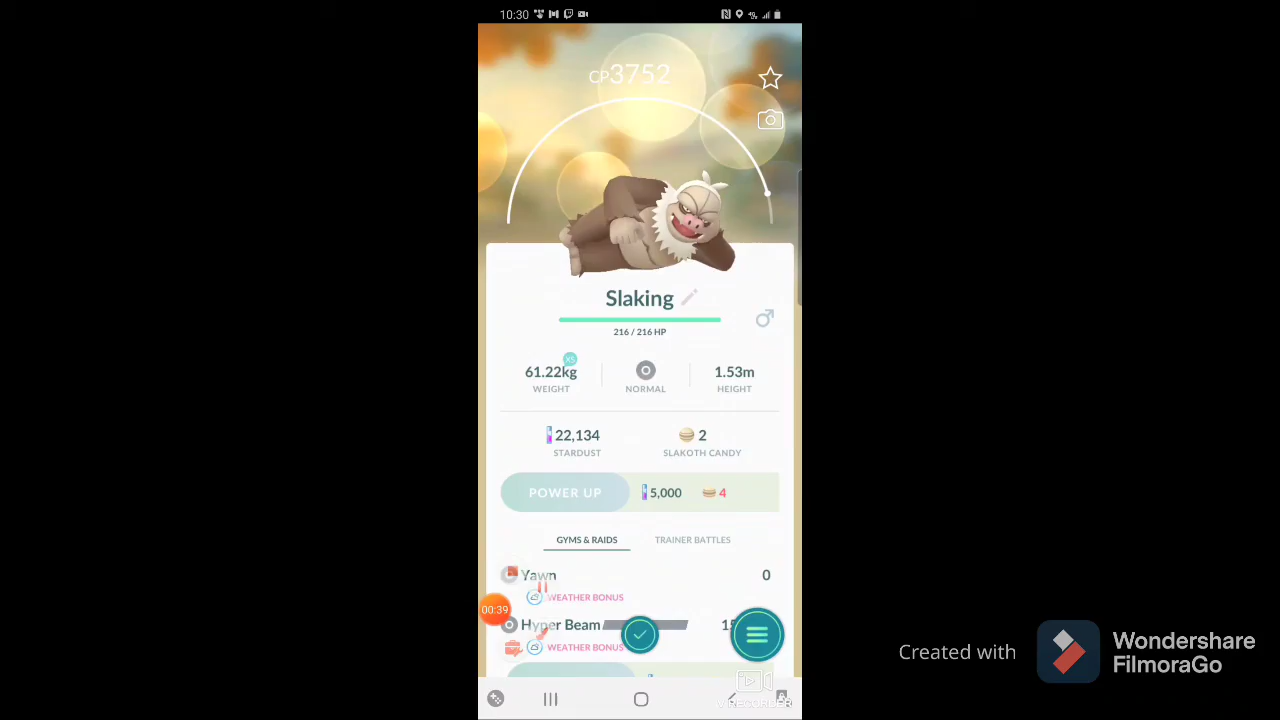 10:30
CP3752
Slaking
216 / 216 HP
XS
61.22kg
WEIGHT
NORMAL
1.53m
HEIGHT
22,134
STARDUST
2
SLAKOTH CANDY
POWER UP
5,000
4
GYMS & RAIDS
TRAINER BATTLES
Yawn
0
WEATHER BONUS
00:39
Hyper Beam
WEATHER BONUS
RECORDER
Created with
Wondershare
FilmoraGo